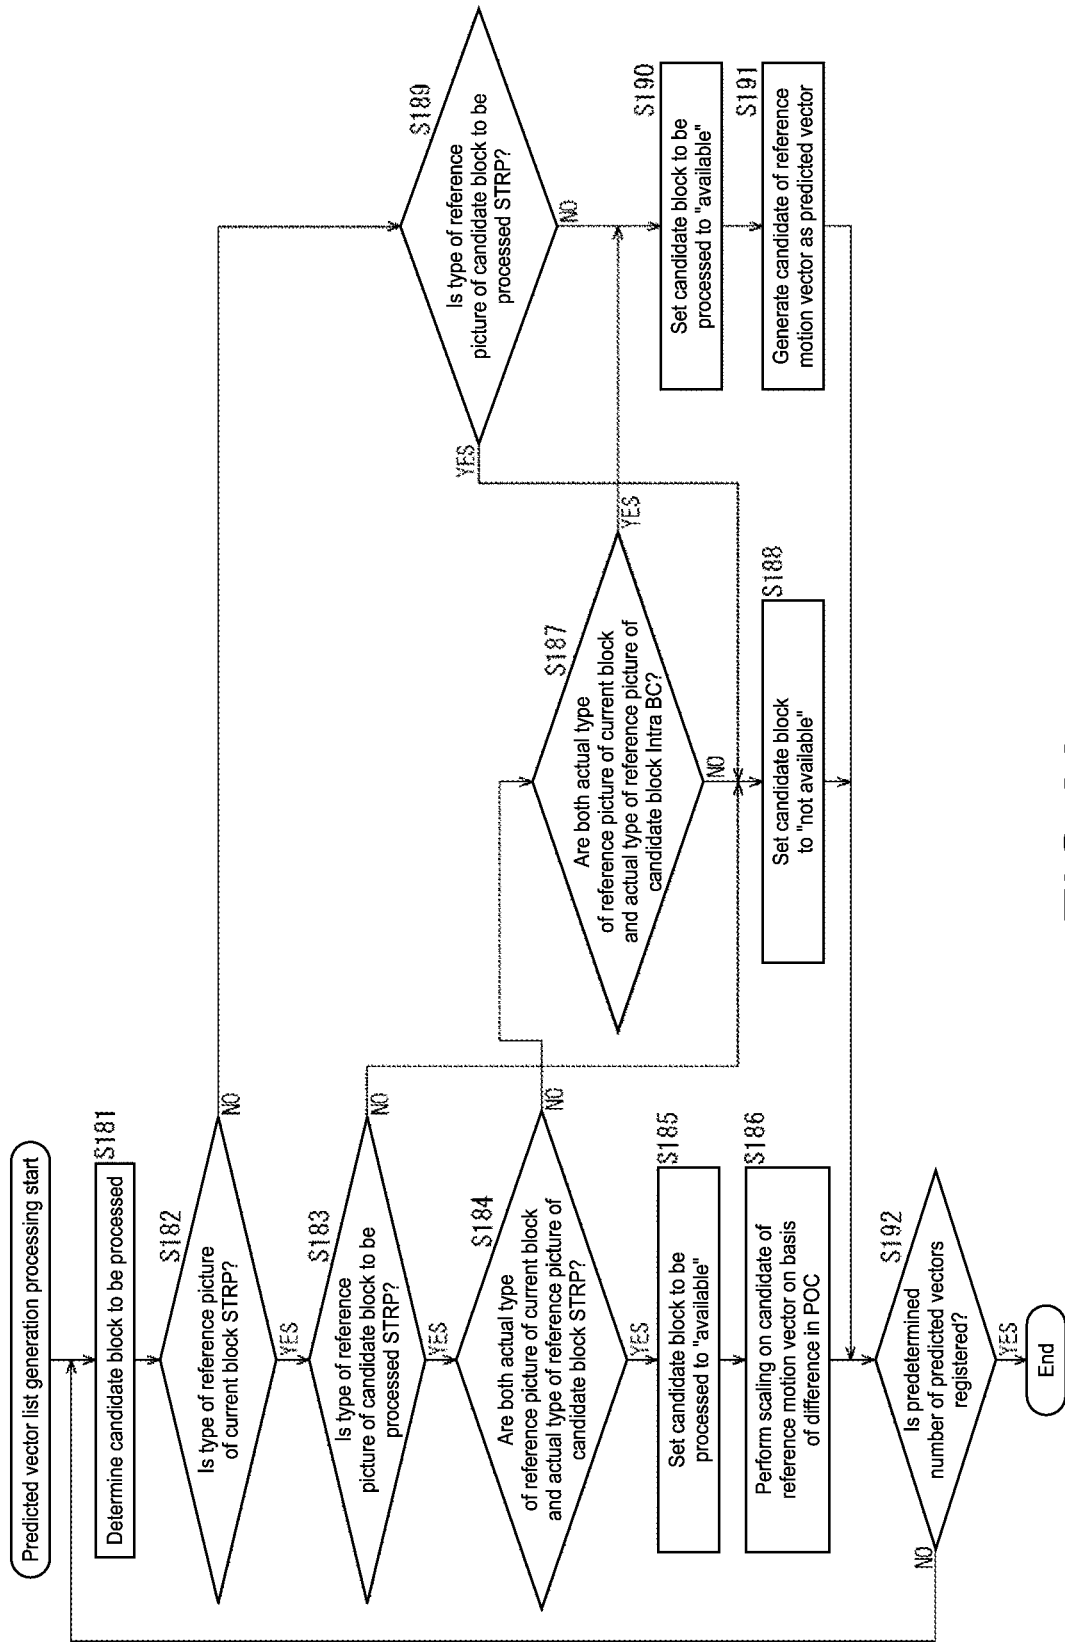 Predicted vector list generation processing start
S181
Determine candidate block to be processed
S182
Is type of reference picture
of current block STRP?
NO
YES
S183
Is type of reference
picture of candidate block to be
processed STRP?
NO
YES
S184
Are both actual type
of reference picture of current block
and actual type of reference picture of
candidate block STRP?
NO
YES
S185
Set candidate block to be
processed to "available"
S186
Perform scaling on candidate of
reference motion vector on basis
of difference in POC
S187
Are both actual type
of reference picture of current block
and actual type of reference picture of
candidate block Intra BC?
YES
NO
S188
Set candidate block
to "not available"
S189
Is type of reference
picture of candidate block to be
processed STRP?
YES
NO
S190
Set candidate block to be
processed to "available"
S191
Generate candidate of reference
motion vector as predicted vector
S192
Is predetermined
number of predicted vectors
registered?
NO
YES
End